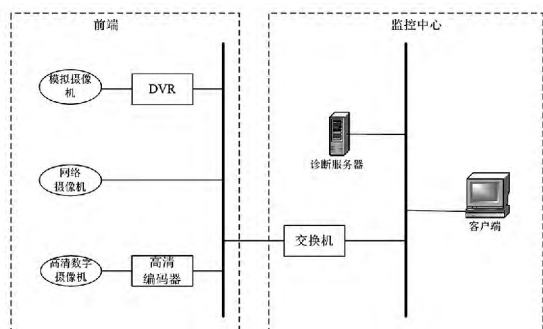 前端
监控中心
模拟摄像
机
DVR
诊断服务器
网络
摄像机
客户端
交换机
高清数字
摄像机
高清
编码器